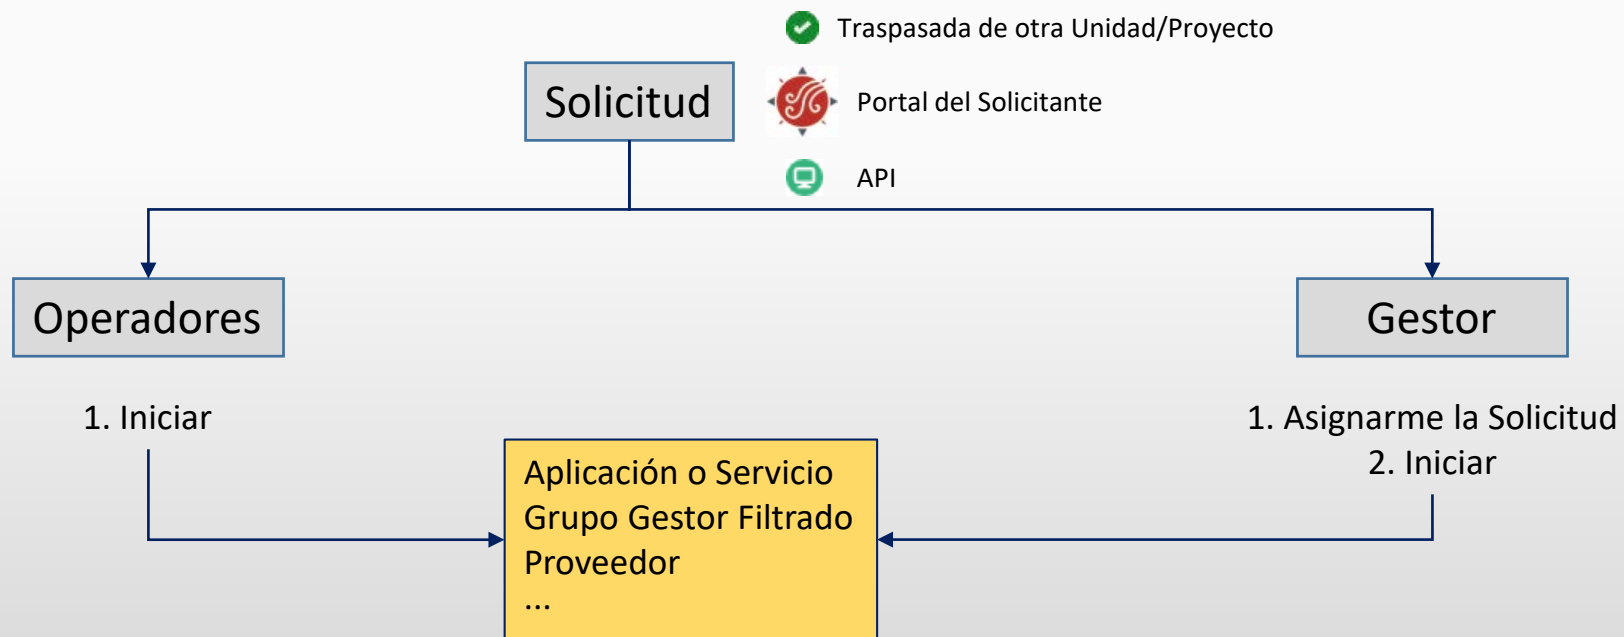 Traspasada de otra Unidad/Proyecto
Solicitud
Portal del Solicitante
API
Operadores
Gestor
1. Iniciar
1. Asignarme la Solicitud
2. Iniciar
Aplicación o Servicio
Grupo Gestor Filtrado
Proveedor
...